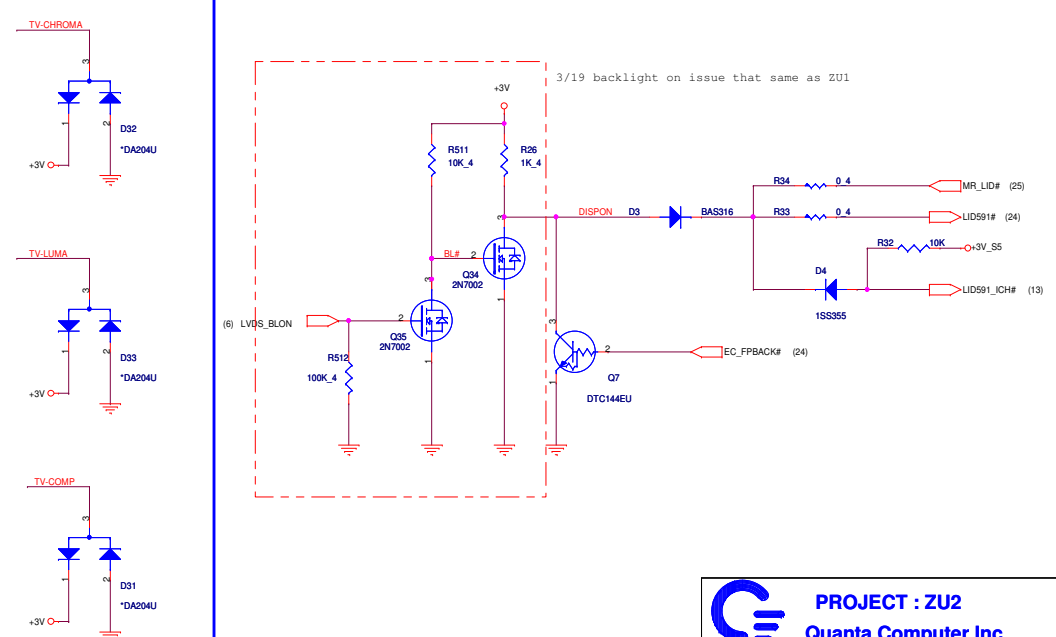 TV-CHROMA
3
1
2
D32
*DA204U
+3V
TV-LUMA
3
1
2
D33
*DA204U
+3V
TV-COMP
3
1
2
D31
*DA204U
+3V
3/19 backlight on issue that same as ZU1
+3V
R511
10K_4
R26
1K_4
3
DISPON
D3
BAS316
R34
0_4
MR_LID# (25)
R33
0_4
LID591# (24)
R32
10K
+3V_S5
D4
1SS355
LID591_ICH# (13)
BL#
2
Q34
2N7002
1
3
(6) LVDS_BLON
2
Q35
2N7002
1
R512
100K_4
3
2
EC_FPBACK# (24)
1
Q7
DTC144EU
PROJECT : ZU2
Quanta Computer Inc